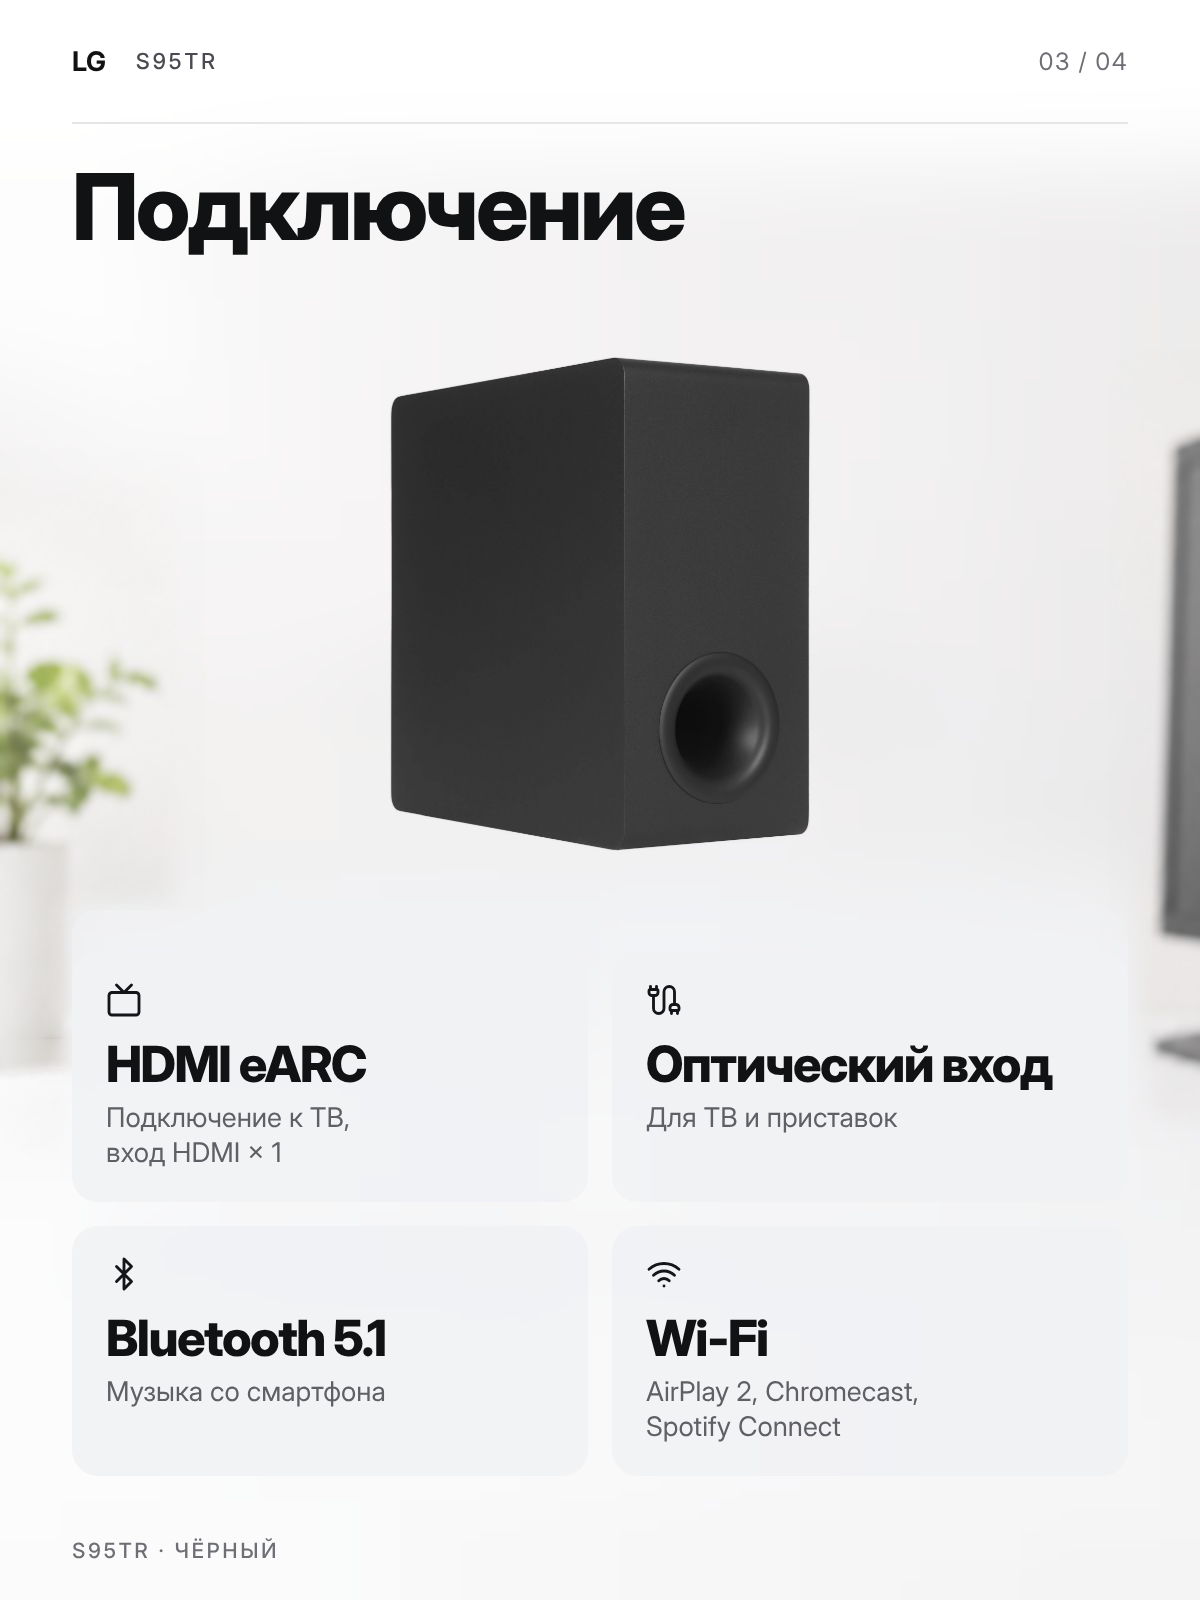 LG S95TR 03 / 04
Подключение
HDMI eARC
Подключение к ТВ,
вход HDMI × 1
Оптический вход
Для ТВ и приставок
Bluetooth 5.1
Музыка со смартфона
Wi-Fi
AirPlay 2, Chromecast,
Spotify Connect
S95TR · ЧЁРНЫЙ